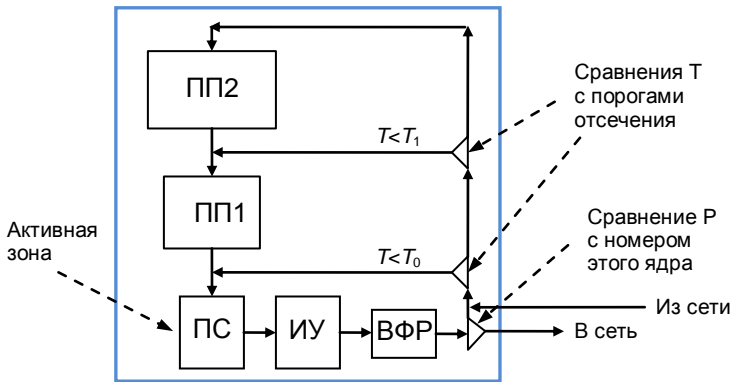 ПП2
Сравнения Т
с порогами
отсечения
T<T₁
ПП1
Сравнение Р
с номером
этого ядра
Активная
зона
T<T₀
Из сети
ПС
ИУ
ВФР
В сеть